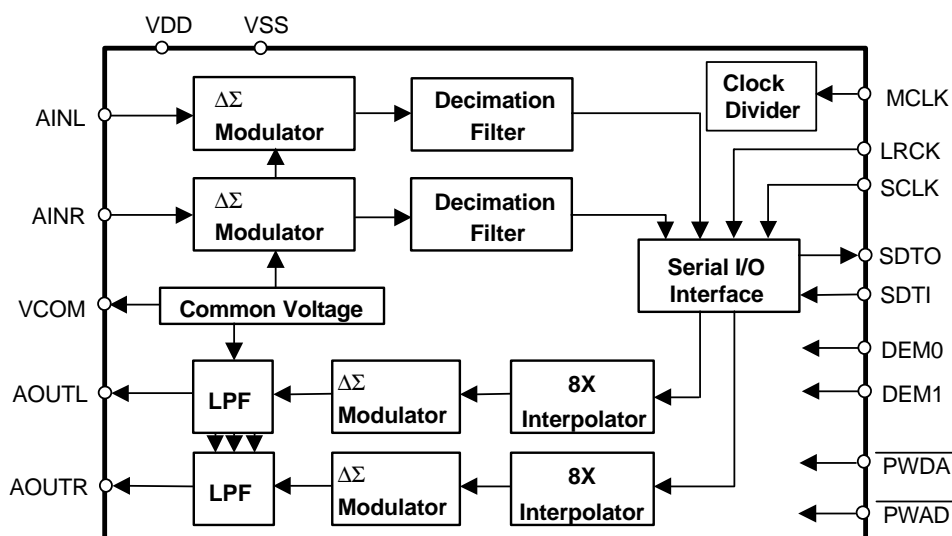 VDD
VSS
AINL
ΔΣ
Modulator
Decimation
Filter
Clock
Divider
MCLK
LRCK
SCLK
AINR
ΔΣ
Modulator
Decimation
Filter
Serial I/O
Interface
SDTO
SDTI
VCOM
Common Voltage
DEM0
DEM1
AOUTL
LPF
ΔΣ
Modulator
8X
Interpolator
PWDA
AOUTR
LPF
ΔΣ
Modulator
8X
Interpolator
PWAD